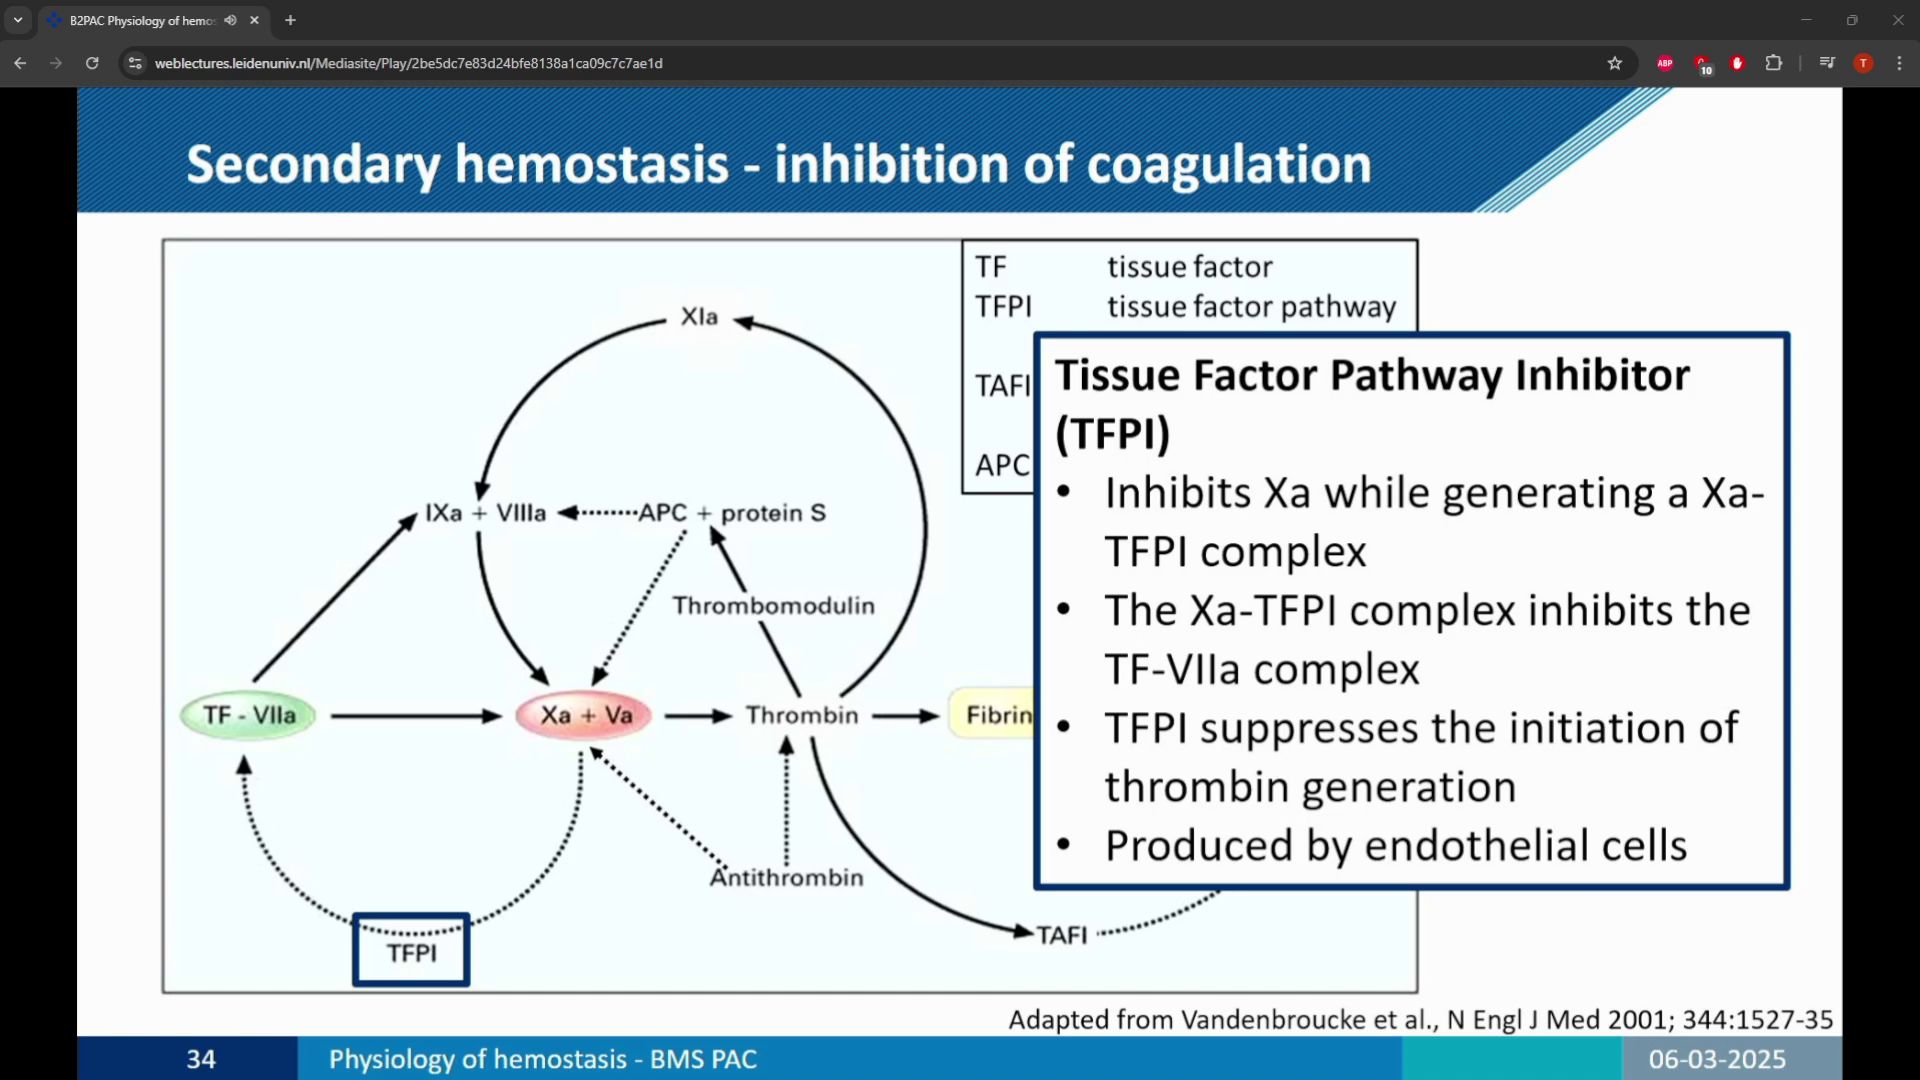 B2PAC Physiology of hemos
weblectures.leidenuniv.nl/Mediasite/Play/2be5dc7e83d24bfe8138a1ca09c7c7ae1d
ABP
10
T
Secondary hemostasis - inhibition of coagulation
TF tissue factor
TFPI tissue factor pathway
TAFI
APC
XIa
IXa + VIIIa
APC + protein S
Thrombomodulin
TF - VIIa
Xa + Va
Thrombin
Fibrin
Antithrombin
TFPI
TAFI
Tissue Factor Pathway Inhibitor
(TFPI)
• Inhibits Xa while generating a Xa-
TFPI complex
• The Xa-TFPI complex inhibits the
TF-VIIa complex
• TFPI suppresses the initiation of
thrombin generation
• Produced by endothelial cells
Adapted from Vandenbroucke et al., N Engl J Med 2001; 344:1527-35
34
Physiology of hemostasis - BMS PAC
06-03-2025